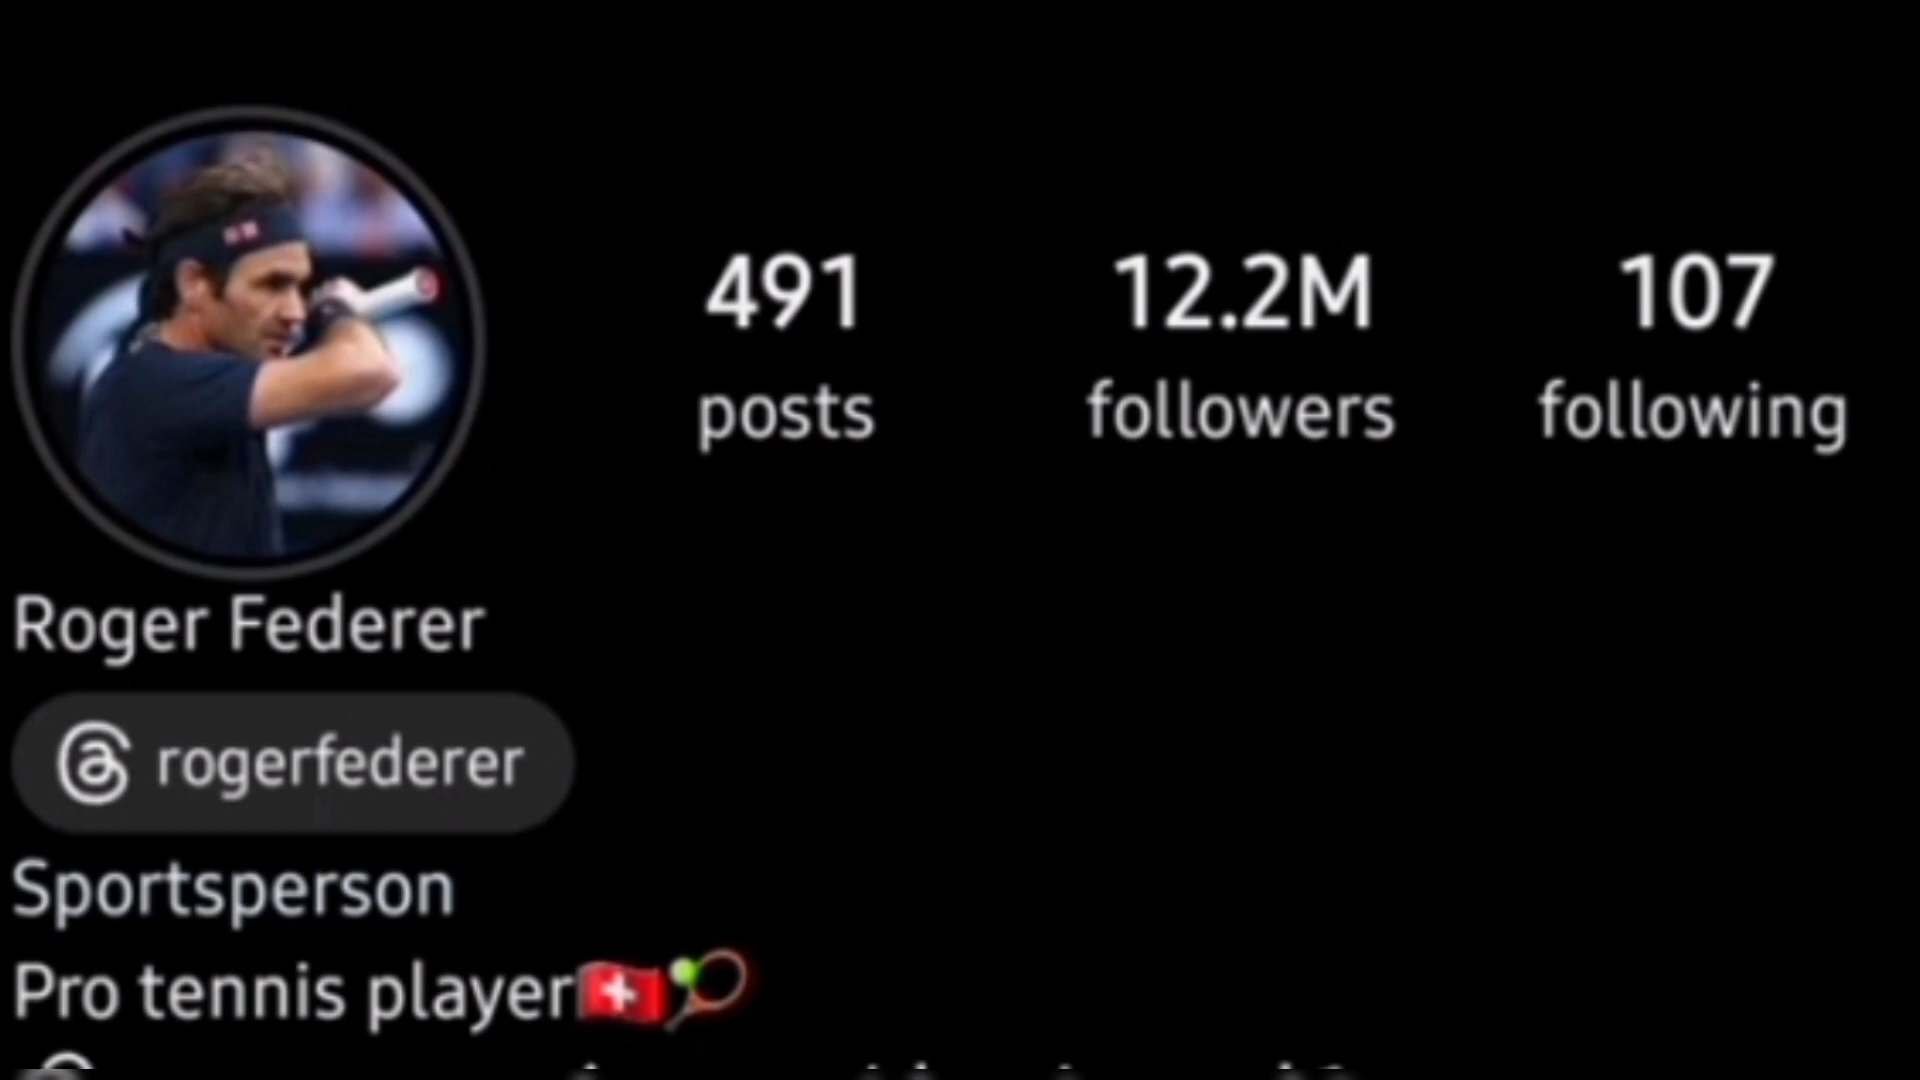 491 12.2M 107
posts followers following
Roger Federer
rogerfederer
Sportsperson
Pro tennis player🇨🇭🎾